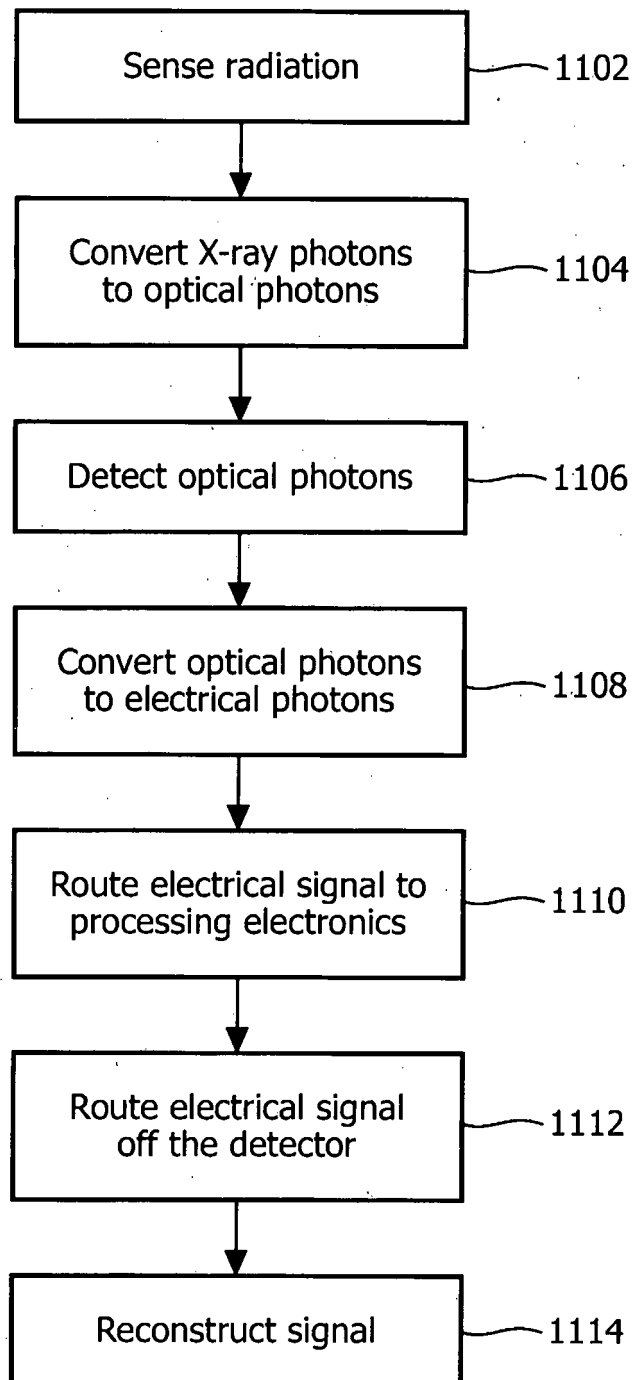 Sense radiation
1102
Convert X-ray photons
to optical photons
1104
Detect optical photons
1106
Convert optical photons
to electrical photons
1108
Route electrical signal to
processing electronics
1110
Route electrical signal
off the detector
1112
Reconstruct signal
1114